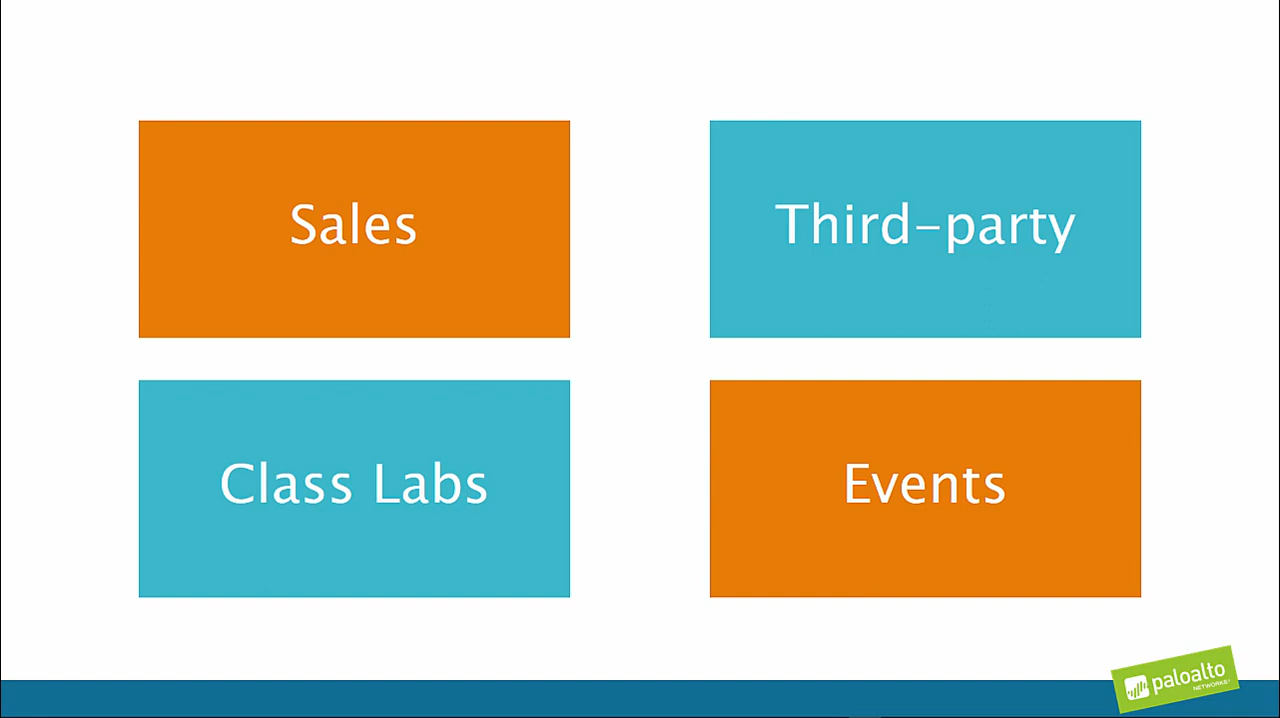 Sales
Third-party
Class Labs
Events
paloalto
NETWORKS®